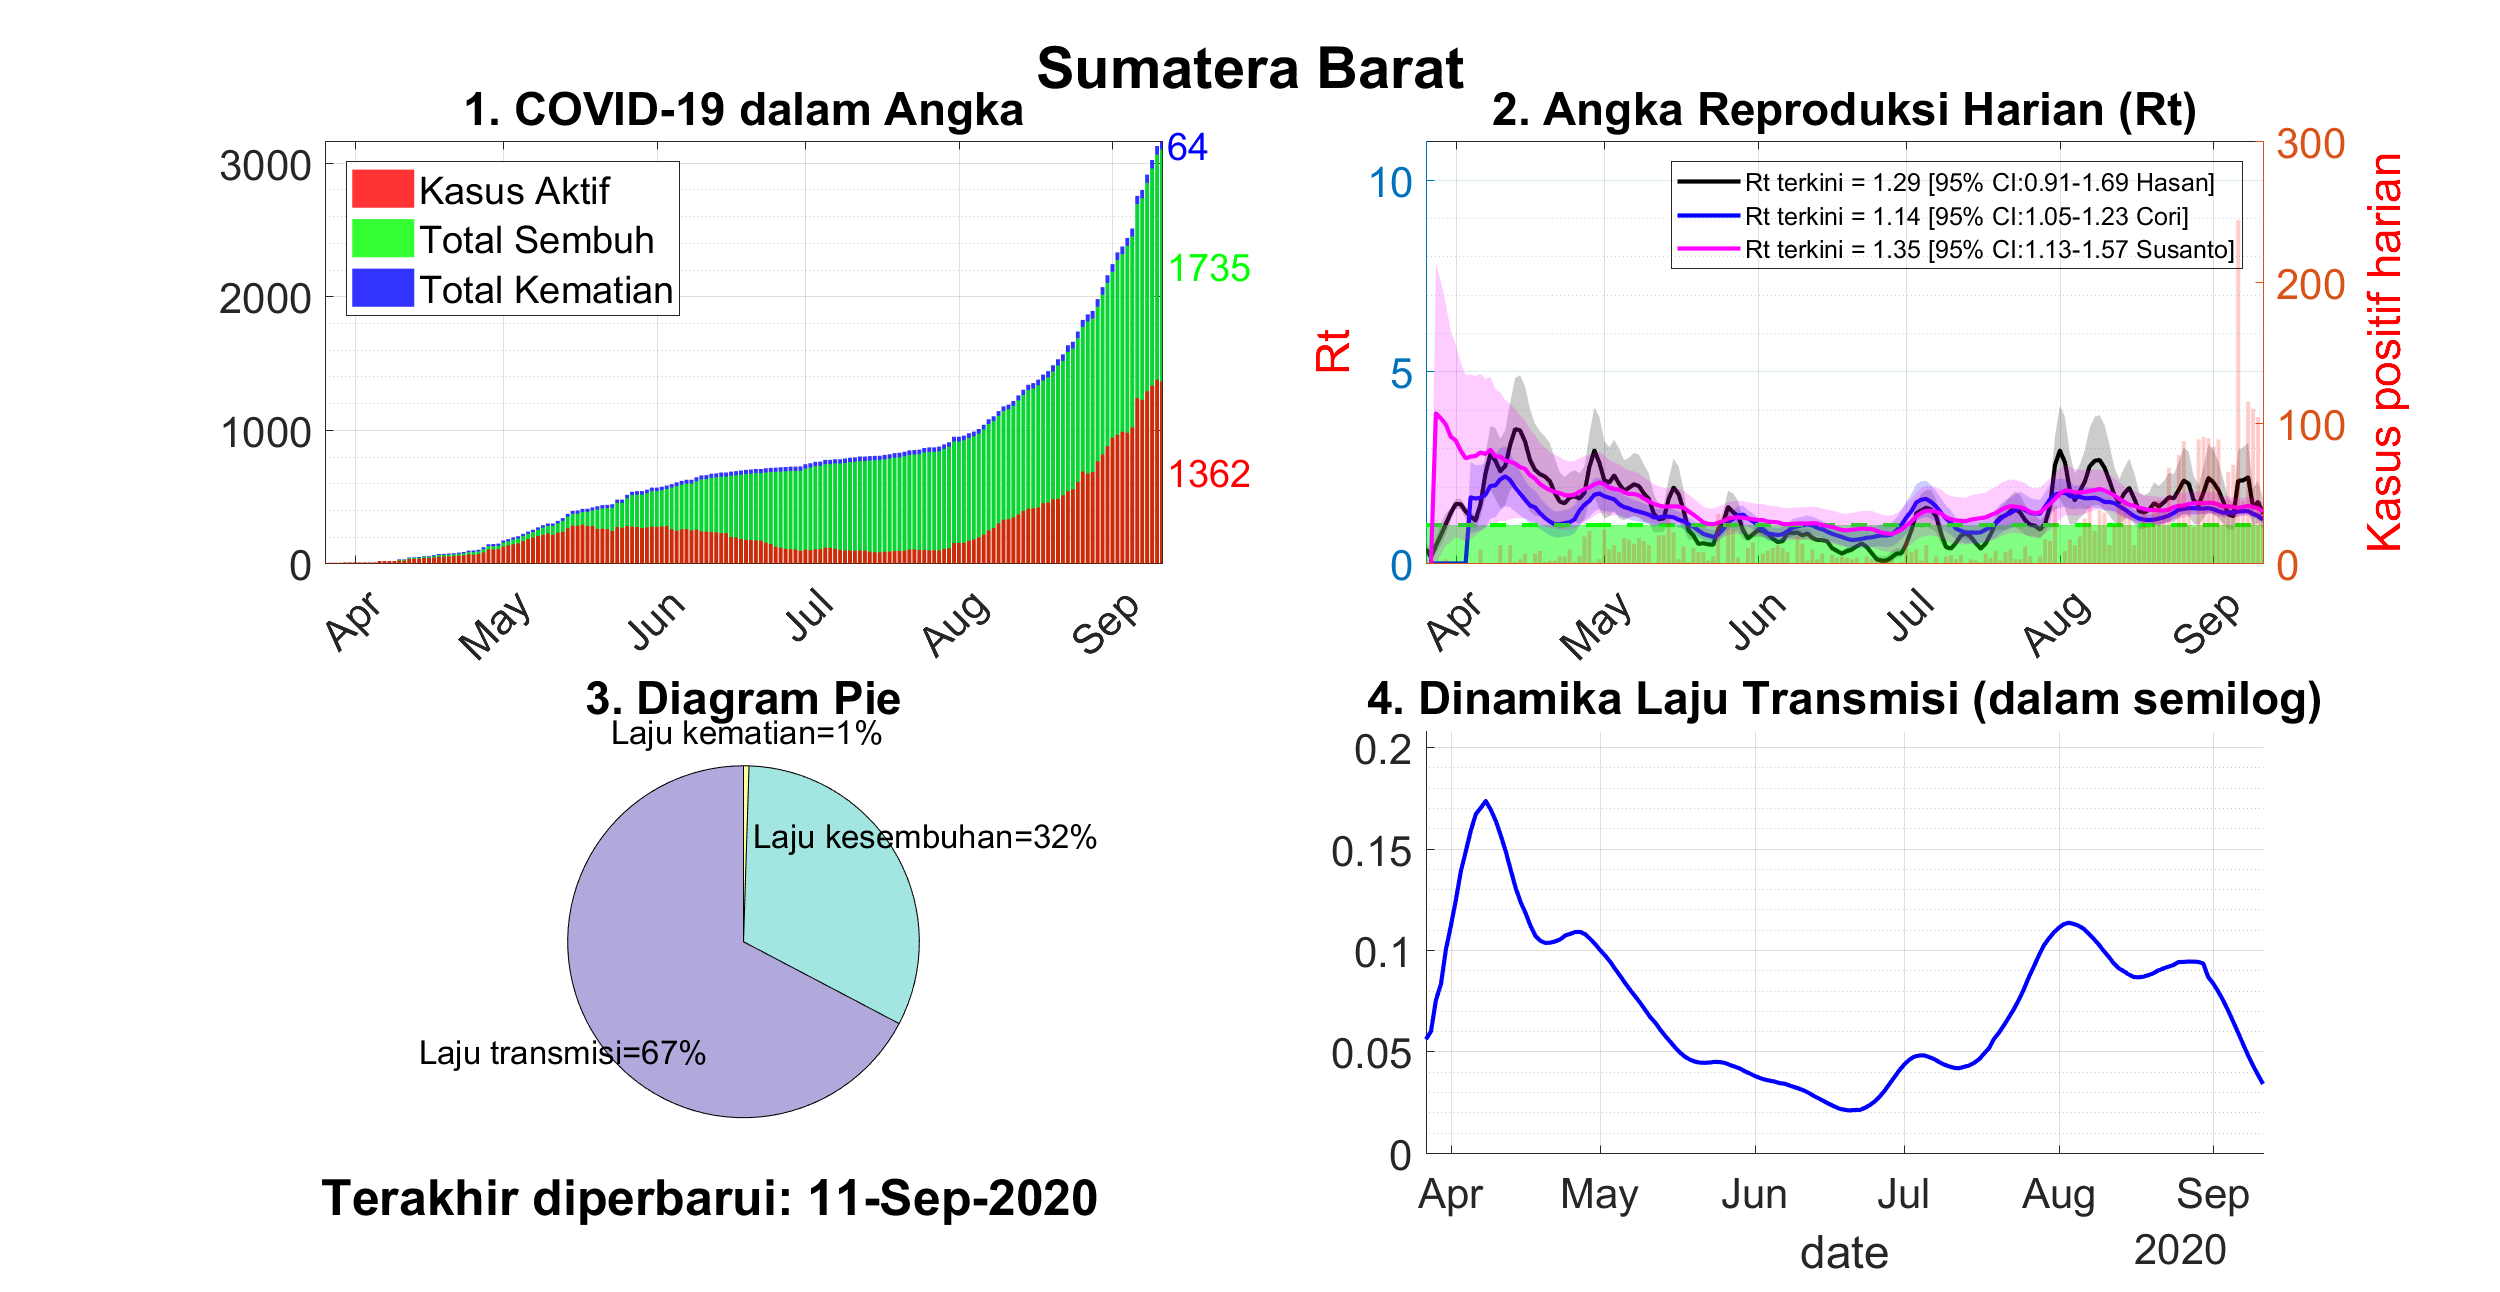 Sumatera Barat
1. COVID-19 dalam Angka
3000
2000
1000
0
Kasus Aktif
Total Sembuh
Total Kematian
64
1735
1362
Apr
May
Jun
Jul
Aug
Sep
2. Angka Reproduksi Harian (Rt)
Rt
10
5
0
Rt terkini = 1.29 [95% CI:0.91-1.69 Hasan]
Rt terkini = 1.14 [95% CI:1.05-1.23 Cori]
Rt terkini = 1.35 [95% CI:1.13-1.57 Susanto]
300
200
100
0
Kasus positif harian
Apr
May
Jun
Jul
Aug
Sep
3. Diagram Pie
Laju kematian=1%
Laju kesembuhan=32%
Laju transmisi=67%
4. Dinamika Laju Transmisi (dalam semilog)
0.2
0.15
0.1
0.05
0
Apr
May
Jun
Jul
Aug
Sep
date
2020
Terakhir diperbarui: 11-Sep-2020